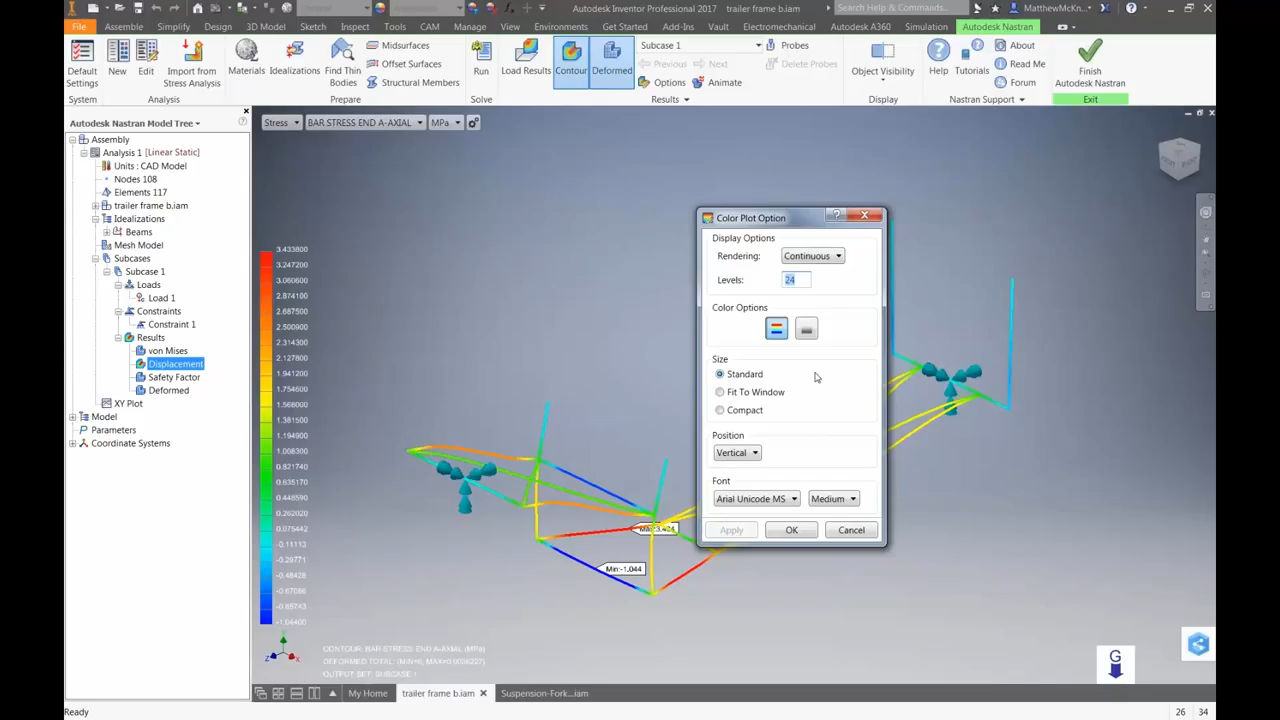 Autodesk Inventor Professional 2017 trailer frame b.iam
Search Help & Commands...
MatthewMcKn...
File Assemble Simplify Design 3D Model Sketch Inspect Tools CAM Manage View Environments Get Started Add-Ins Vault Electromechanical Autodesk A360 Simulation Autodesk Nastran
Default Settings
New
Edit
Import from Stress Analysis
Materials
Idealizations
Find Thin Bodies
Midsurfaces
Offset Surfaces
Structural Members
Run
Load Results
Contour
Deformed
Subcase 1
Previous
Next
Options
Animate
Probes
Delete Probes
Object Visibility
Help
Tutorials
About
Read Me
Forum
Finish Autodesk Nastran
System Analysis Prepare Solve Results Display Nastran Support Exit
Autodesk Nastran Model Tree
Assembly
Analysis 1 [Linear Static]
Units : CAD Model
Nodes 108
Elements 117
trailer frame b.iam
Idealizations
Beams
Mesh Model
Subcases
Subcase 1
Loads
Load 1
Constraints
Constraint 1
Results
von Mises
Displacement
Safety Factor
Deformed
XY Plot
Model
Parameters
Coordinate Systems
Stress BAR STRESS END A-AXIAL MPa
3.433800
3.247200
3.060600
2.874100
2.687500
2.500900
2.314300
2.127800
1.941200
1.754600
1.568000
1.381500
1.194900
1.008300
0.821740
0.635170
0.448590
0.262020
0.075442
-0.11113
-0.29771
-0.48428
-0.85743
-1.04400
Min:-1.044
Color Plot Option
Display Options
Rendering: Continuous
Levels: 24
Color Options
Size
Standard
Fit To Window
Compact
Position
Vertical
Font
Arial Unicode MS Medium
Apply OK Cancel
Z X
CONTOUR: BAR STRESS END A-AXIAL (MPa)
OUTPUT SET: SUBCASE 1
G
My Home trailer frame b.iam Suspension-Fork...iam
Ready 26 34